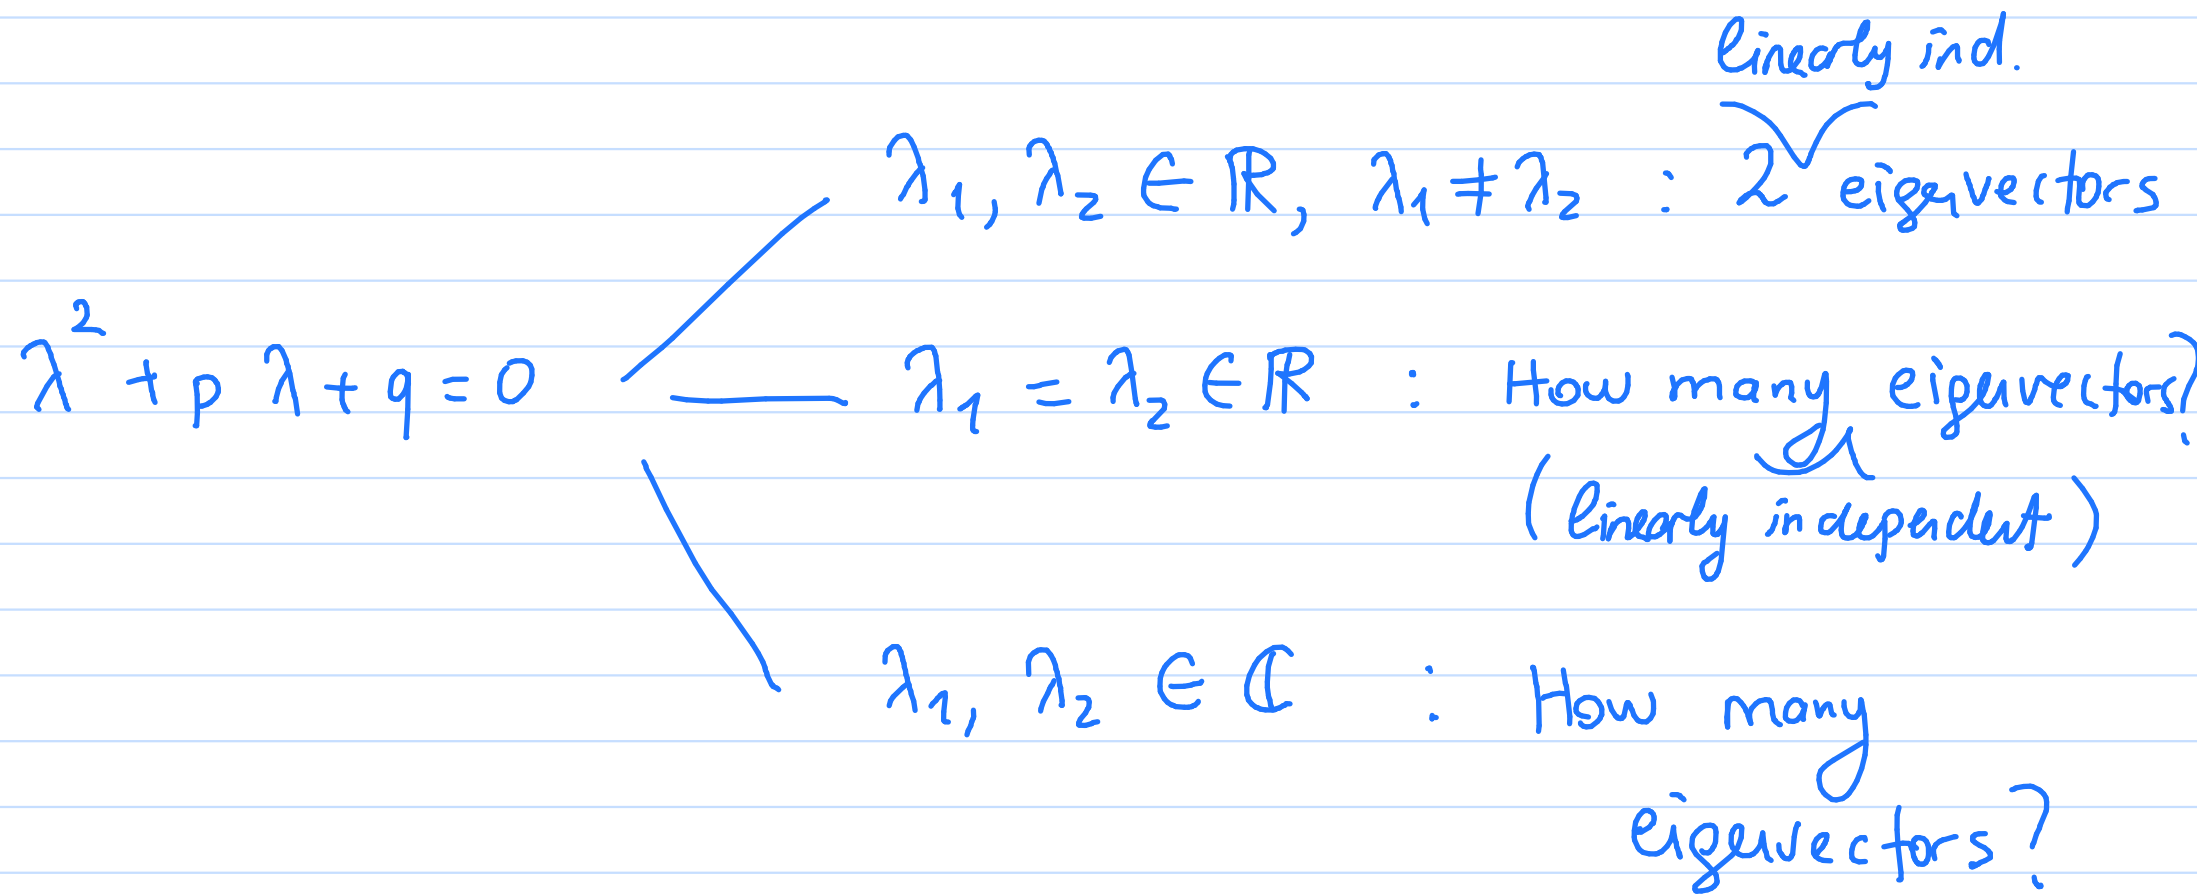 linearly ind.
λ₁, λ₂ ∈ ℝ, λ₁ ≠ λ₂ : 2 eigenvectors
λ² + p λ + q = 0
λ₁ = λ₂ ∈ ℝ : How many eigenvectors?
(linearly independent)
λ₁, λ₂ ∈ ℂ : How many
eigenvectors?